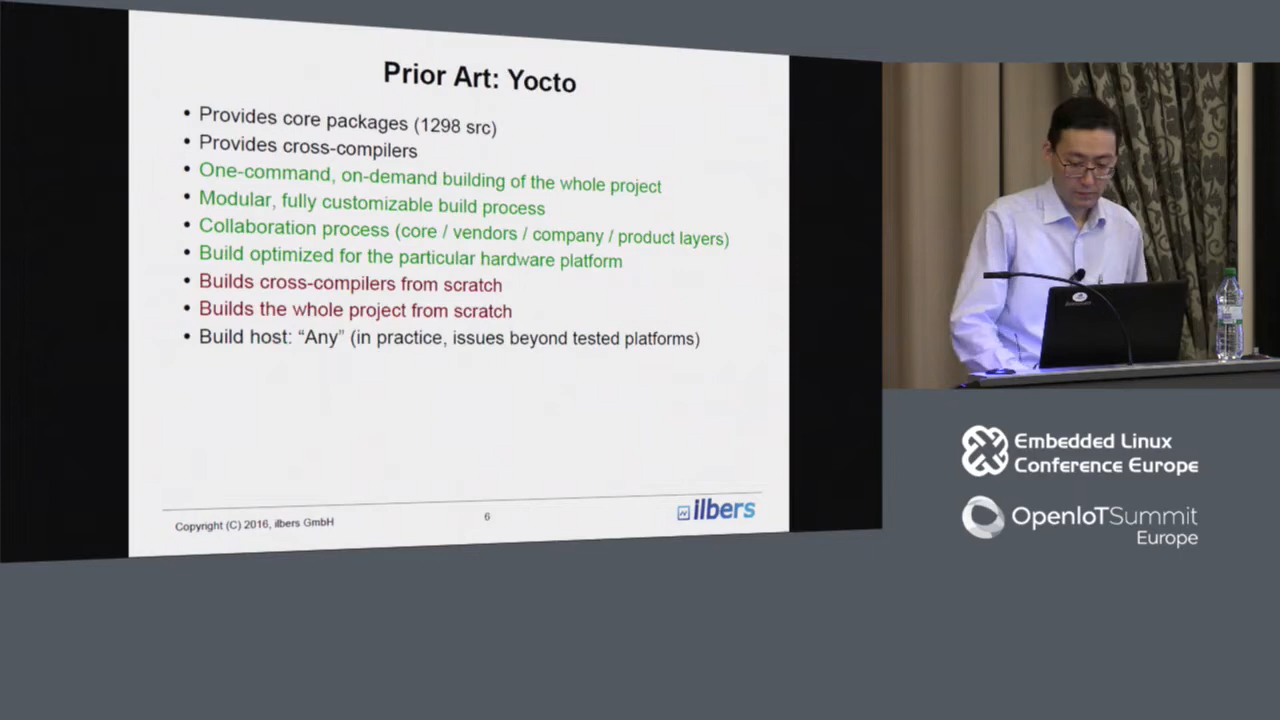 Prior Art: Yocto
• Provides core packages (1298 src)
• Provides cross-compilers
• One-command, on-demand building of the whole project
• Modular, fully customizable build process
• Collaboration process (core / vendors / company / product layers)
• Build optimized for the particular hardware platform
• Builds cross-compilers from scratch
• Builds the whole project from scratch
• Build host: “Any” (in practice, issues beyond tested platforms)
Copyright (C) 2016, ilbers GmbH
6
ilbers
Embedded Linux
Conference Europe
OpenIoTSummit
Europe